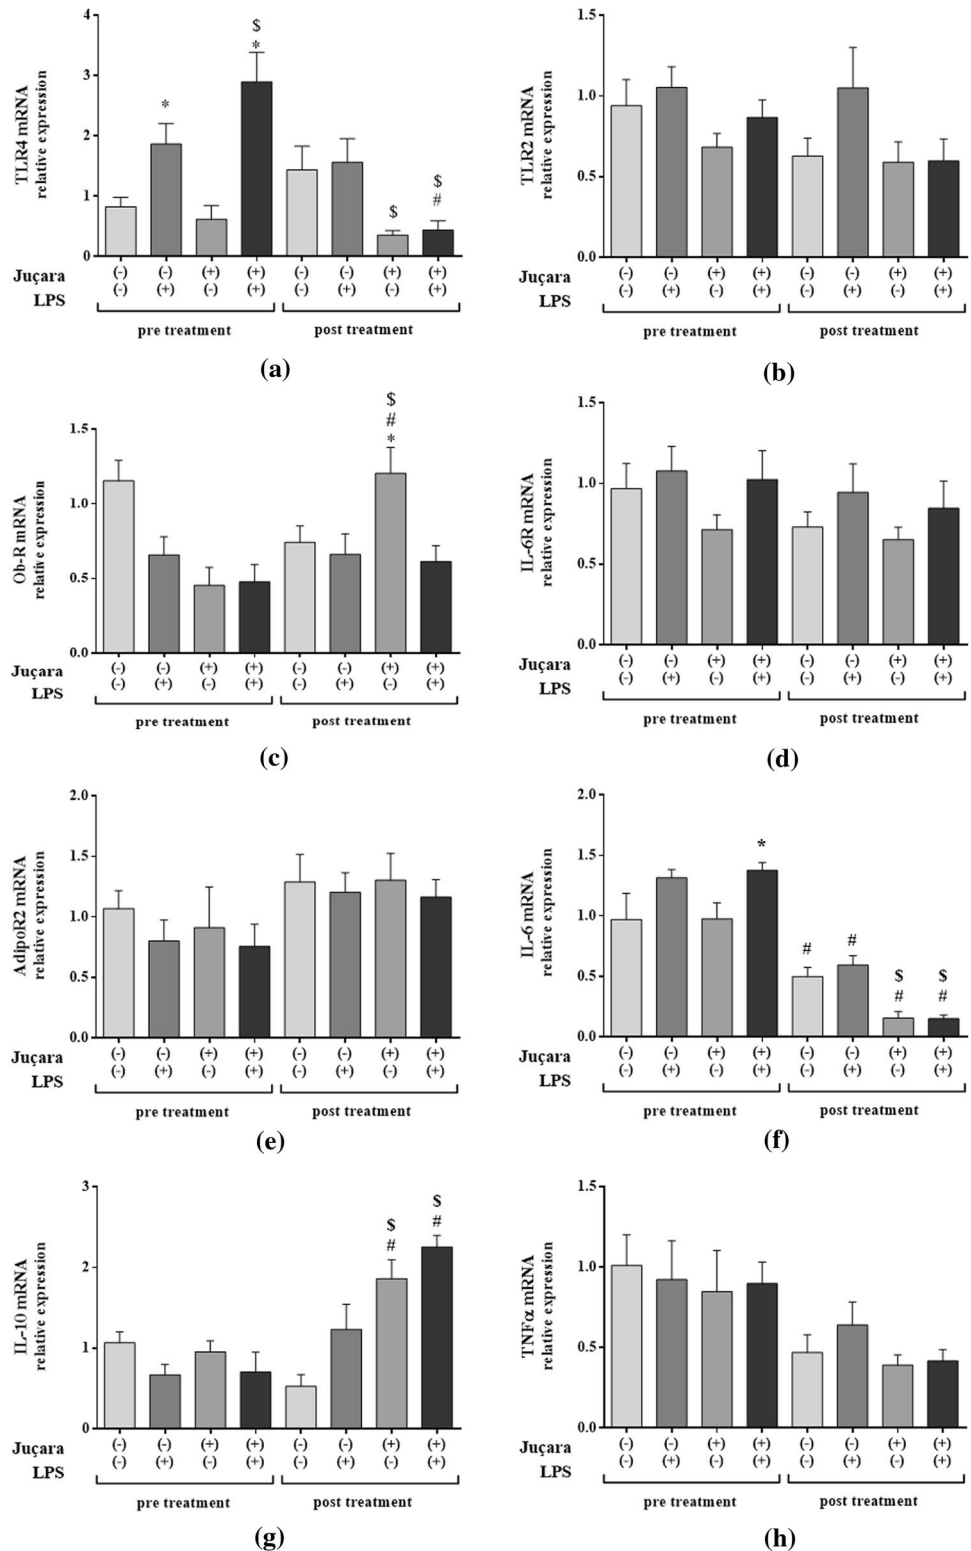 TLR4 mRNA
relative expression
4
3
2
1
0
$
*
*
$
$
#
Juçara (-) (-) (+) (+) (-) (-) (+) (+)
LPS (-) (+) (-) (+) (-) (+) (-) (+)
pre treatment post treatment
(a)
TLR2 mRNA
relative expression
1.5
1.0
0.5
0.0
Juçara (-) (-) (+) (+) (-) (-) (+) (+)
LPS (-) (+) (-) (+) (-) (+) (-) (+)
pre treatment post treatment
(b)
Ob-R mRNA
relative expression
1.5
1.0
0.5
0.0
$
#
*
Juçara (-) (-) (+) (+) (-) (-) (+) (+)
LPS (-) (+) (-) (+) (-) (+) (-) (+)
pre treatment post treatment
(c)
IL-6R mRNA
relative expression
1.5
1.0
0.5
0.0
Juçara (-) (-) (+) (+) (-) (-) (+) (+)
LPS (-) (+) (-) (+) (-) (+) (-) (+)
pre treatment post treatment
(d)
AdipoR2 mRNA
relative expression
2.0
1.5
1.0
0.5
0.0
Juçara (-) (-) (+) (+) (-) (-) (+) (+)
LPS (-) (+) (-) (+) (-) (+) (-) (+)
pre treatment post treatment
(e)
IL-6 mRNA
relative expression
2.0
1.5
1.0
0.5
0.0
*
# #
$ $
# #
Juçara (-) (-) (+) (+) (-) (-) (+) (+)
LPS (-) (+) (-) (+) (-) (+) (-) (+)
pre treatment post treatment
(f)
IL-10 mRNA
relative expression
3
2
1
0
$ $
# #
Juçara (-) (-) (+) (+) (-) (-) (+) (+)
LPS (-) (+) (-) (+) (-) (+) (-) (+)
pre treatment post treatment
(g)
TNFα mRNA
relative expression
1.5
1.0
0.5
0.0
Juçara (-) (-) (+) (+) (-) (-) (+) (+)
LPS (-) (+) (-) (+) (-) (+) (-) (+)
pre treatment post treatment
(h)